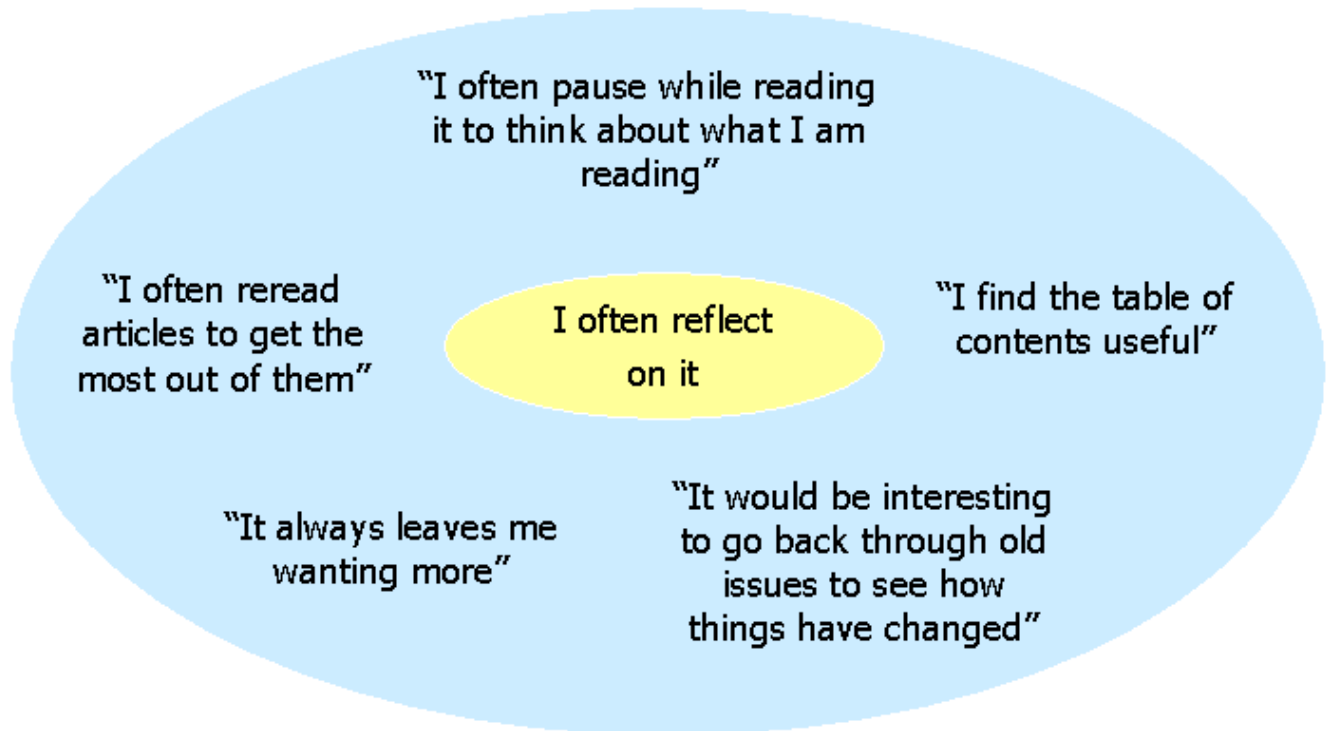 “I often pause while reading
it to think about what I am
reading”
“I often reread
articles to get the
most out of them”
I often reflect
on it
“I find the table of
contents useful”
“It always leaves me
wanting more”
“It would be interesting
to go back through old
issues to see how
things have changed”